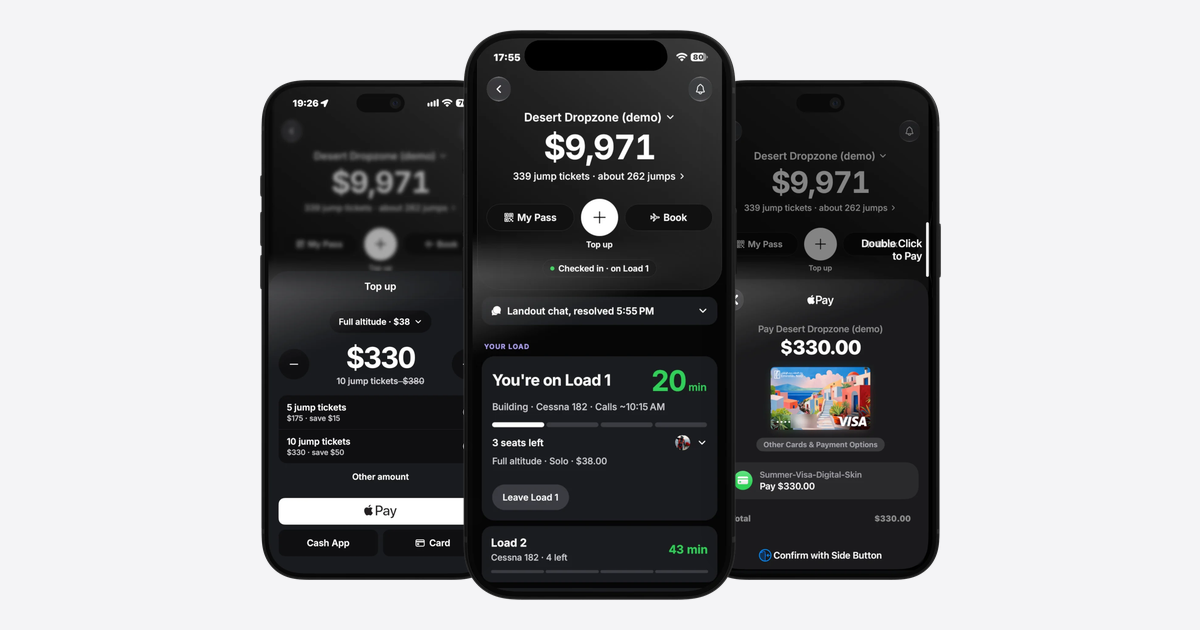 19:26
Desert Dropzone (demo)
$9,971
339 jump tickets · about 262 jumps
My Pass
Book
Top up
Full altitude · $38
$330
10 jump tickets $380
5 jump tickets
$175 · save $15
10 jump tickets
$330 · save $50
Other amount
Pay
Cash App
Card
17:55
80
Desert Dropzone (demo)
$9,971
339 jump tickets · about 262 jumps
My Pass
Book
Top up
Checked in · on Load 1
Landout chat, resolved 5:55 PM
YOUR LOAD
You're on Load 1
20 min
Building · Cessna 182 · Calls ~10:15 AM
3 seats left
Full altitude · Solo · $38.00
Leave Load 1
Load 2
Cessna 182 · 4 left
43 min
Desert Dropzone (demo)
$9,971
339 jump tickets · about 262 jumps
My Pass
Top up
Double Click
to Pay
Pay
Pay Desert Dropzone (demo)
$330.00
VISA
Other Cards & Payment Options
Summer-Visa-Digital-Skin
Pay $330.00
otal
$330.00
Confirm with Side Button